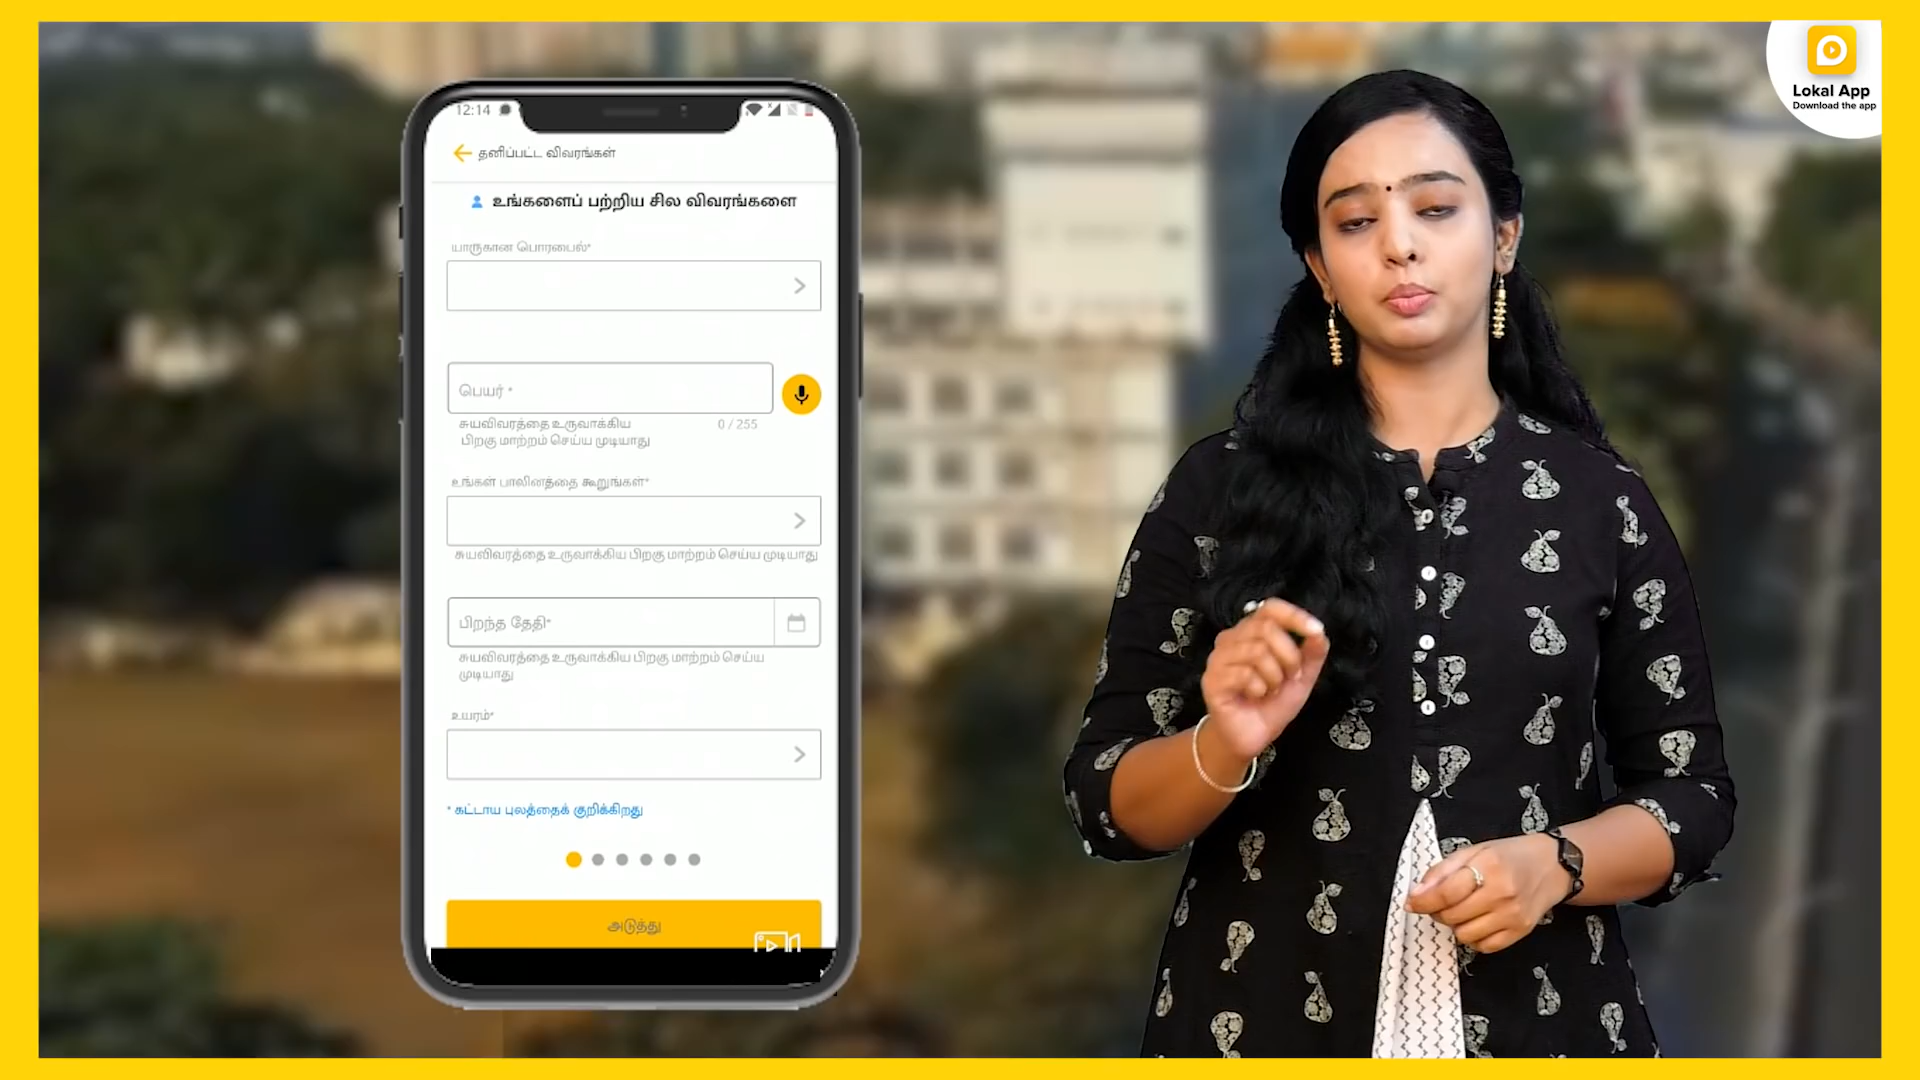 12:14
தனிப்பட்ட விவரங்கள்
உங்களைப் பற்றிய சில விவரங்களை
யாருகான பொரபைல்*
பெயர் *
சுயவிவரத்தை உருவாக்கிய
பிறகு மாற்றம் செய்ய முடியாது
0 / 255
உங்கள் பாலினத்தை கூறுங்கள்*
சுயவிவரத்தை உருவாக்கிய பிறகு மாற்றம் செய்ய முடியாது
பிறந்த தேதி*
சுயவிவரத்தை உருவாக்கிய பிறகு மாற்றம் செய்ய
முடியாது
உயரம்*
* கட்டாய புலத்தைக் குறிக்கிறது
அடுத்து
Lokal App
Download the app